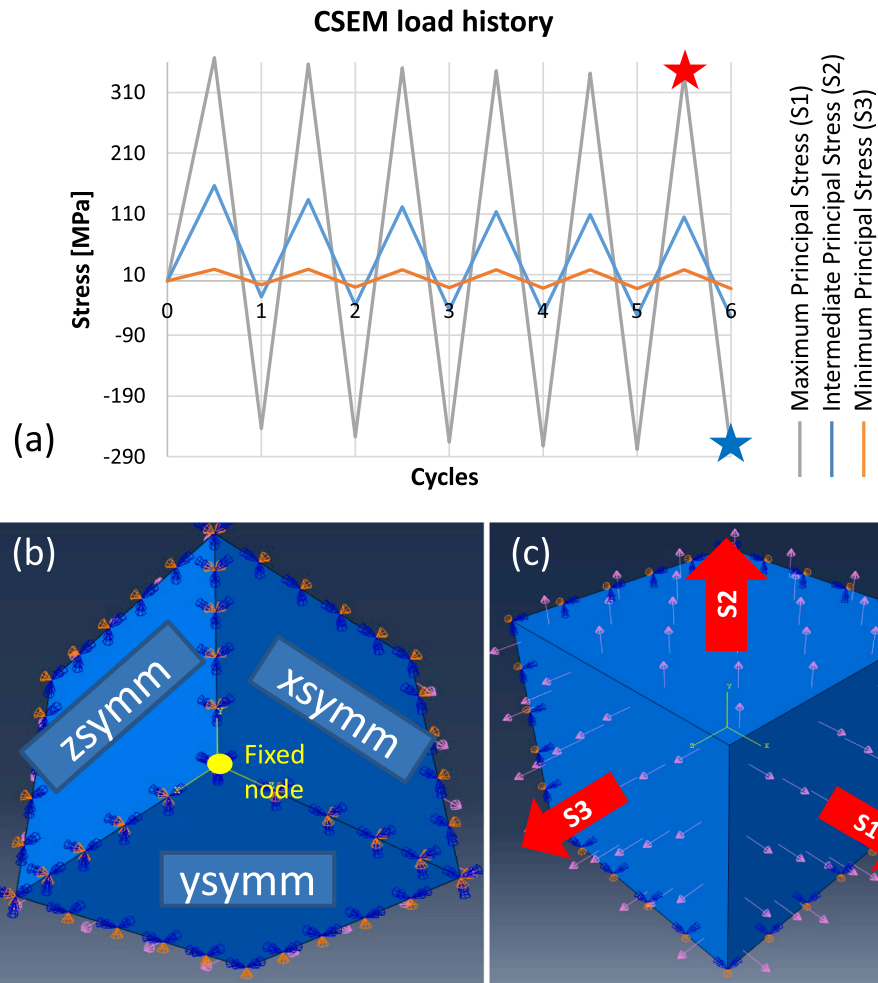 CSEM load history
310
210
110
10
-90
-190
-290
Stress [MPa]
0 1 2 3 4 5 6
Cycles
Maximum Principal Stress (S1)
Intermediate Principal Stress (S2)
Minimum Principal Stress (S3)
(a)
(b)
zsymm
xsymm
Fixed
node
ysymm
(c)
S2
S3
S1